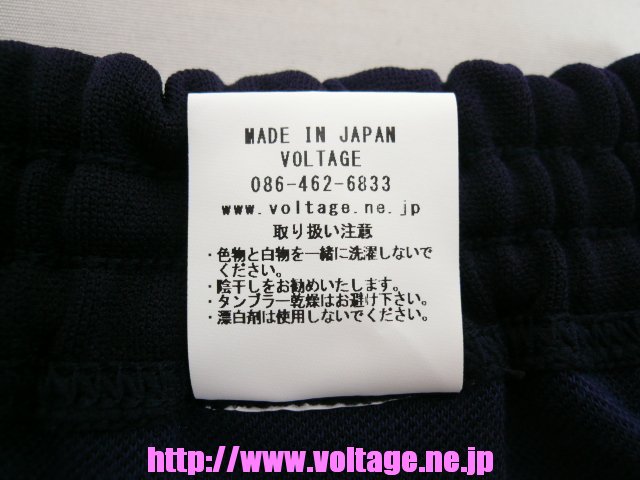 MADE IN JAPAN
VOLTAGE
086-462-6833
www.voltage.ne.jp
取り扱い注意
・色物と白物を一緒に洗濯しないで
ください。
・陰干しをお勧めいたします。
・タンブラー乾燥はお避け下さい。
・漂白剤は使用しないでください。
http://www.voltage.ne.jp